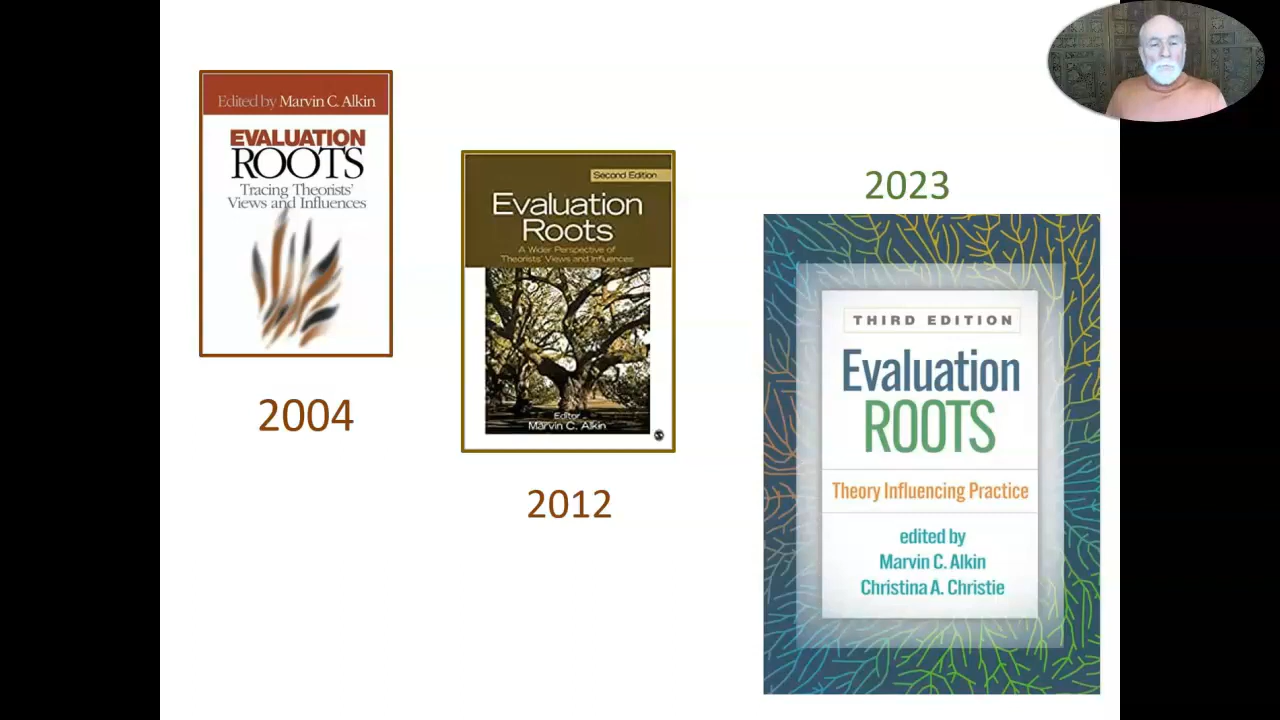 Edited by Marvin C. Alkin
EVALUATION
ROOTS
Tracing Theorists'
Views and Influences
2004
Second Edition
Evaluation
Roots
A Wider Perspective of
Theorists' Views and Influences
Editor
Marvin C. Alkin
2012
2023
THIRD EDITION
Evaluation
ROOTS
Theory Influencing Practice
edited by
Marvin C. Alkin
Christina A. Christie